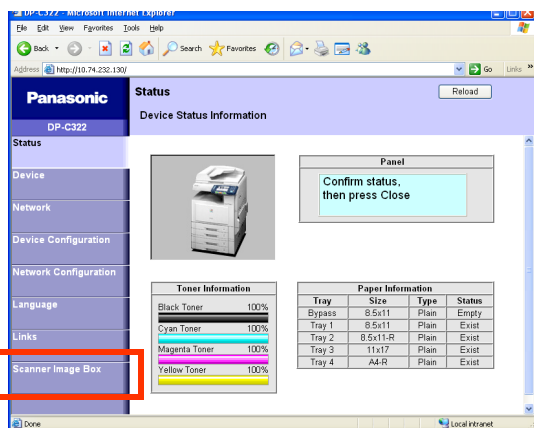 DP-C322 - Microsoft Internet Explorer
File Edit View Favorites Tools Help
Back Search Favorites
Address http://10.74.232.130/ Go Links »
Panasonic
DP-C322
Status
Reload
Device Status Information
Status
Device
Network
Device Configuration
Network Configuration
Language
Links
Scanner Image Box
Panel
Confirm status,
then press Close
Toner Information
Black Toner 100%
Cyan Toner 100%
Magenta Toner 100%
Yellow Toner 100%
Paper Information
Tray Size Type Status
Bypass 8.5x11 Plain Empty
Tray 1 8.5x11 Plain Exist
Tray 2 8.5x11-R Plain Exist
Tray 3 11x17 Plain Exist
Tray 4 A4-R Plain Exist
Done Local intranet